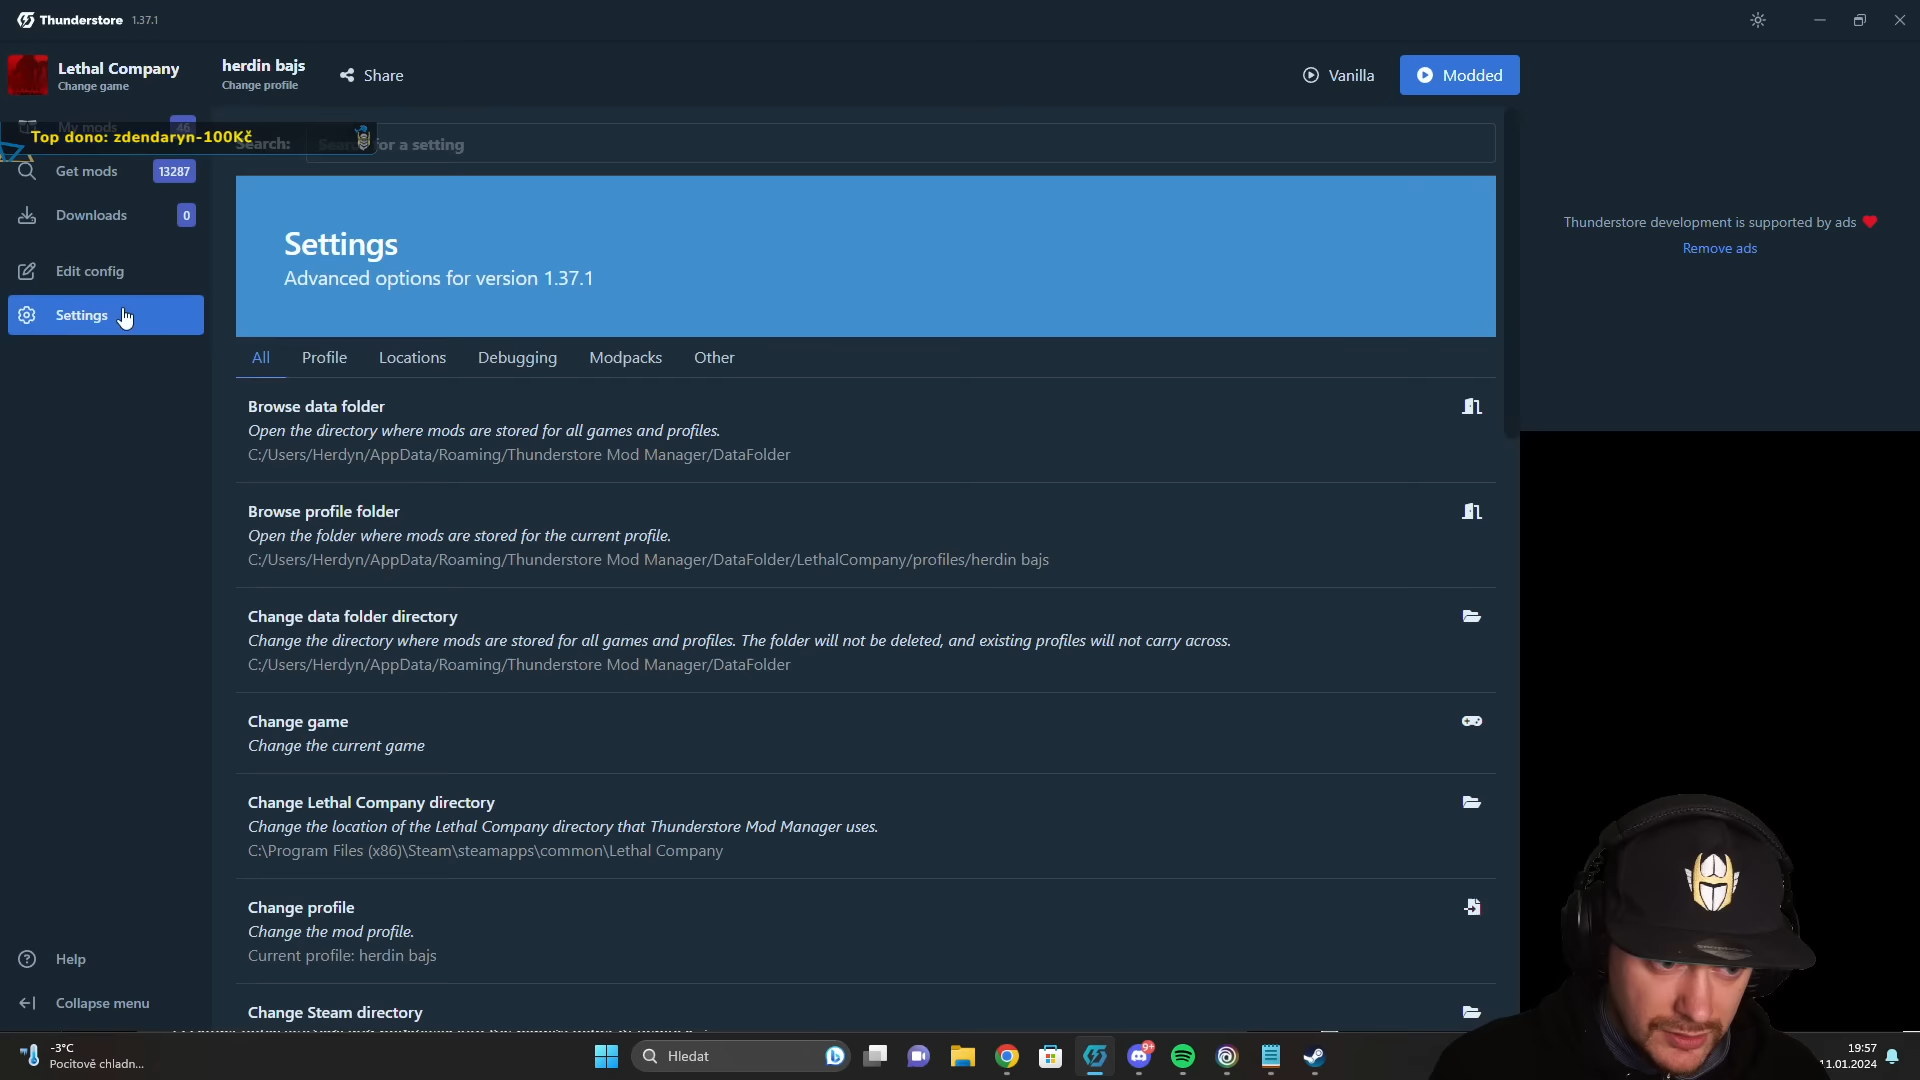 Thunderstore 1.37.1
Lethal Company
Change game
herdin bajs
Change profile
Share
Vanilla
Modded
My mods 46
Top dono: zdendaryn-100Kč
Search: Search for a setting
Get mods 13287
Downloads 0
Edit config
Settings
Settings
Advanced options for version 1.37.1
Thunderstore development is supported by ads
Remove ads
All Profile Locations Debugging Modpacks Other
Browse data folder
Open the directory where mods are stored for all games and profiles.
C:/Users/Herdyn/AppData/Roaming/Thunderstore Mod Manager/DataFolder
Browse profile folder
Open the folder where mods are stored for the current profile.
C:/Users/Herdyn/AppData/Roaming/Thunderstore Mod Manager/DataFolder/LethalCompany/profiles/herdin bajs
Change data folder directory
Change the directory where mods are stored for all games and profiles. The folder will not be deleted, and existing profiles will not carry across.
C:/Users/Herdyn/AppData/Roaming/Thunderstore Mod Manager/DataFolder
Change game
Change the current game
Change Lethal Company directory
Change the location of the Lethal Company directory that Thunderstore Mod Manager uses.
C:\Program Files (x86)\Steam\steamapps\common\Lethal Company
Change profile
Change the mod profile.
Current profile: herdin bajs
Change Steam directory
Help
Collapse menu
-3°C
Pocitově chladn...
Hledat
9+
19:57
11.01.2024